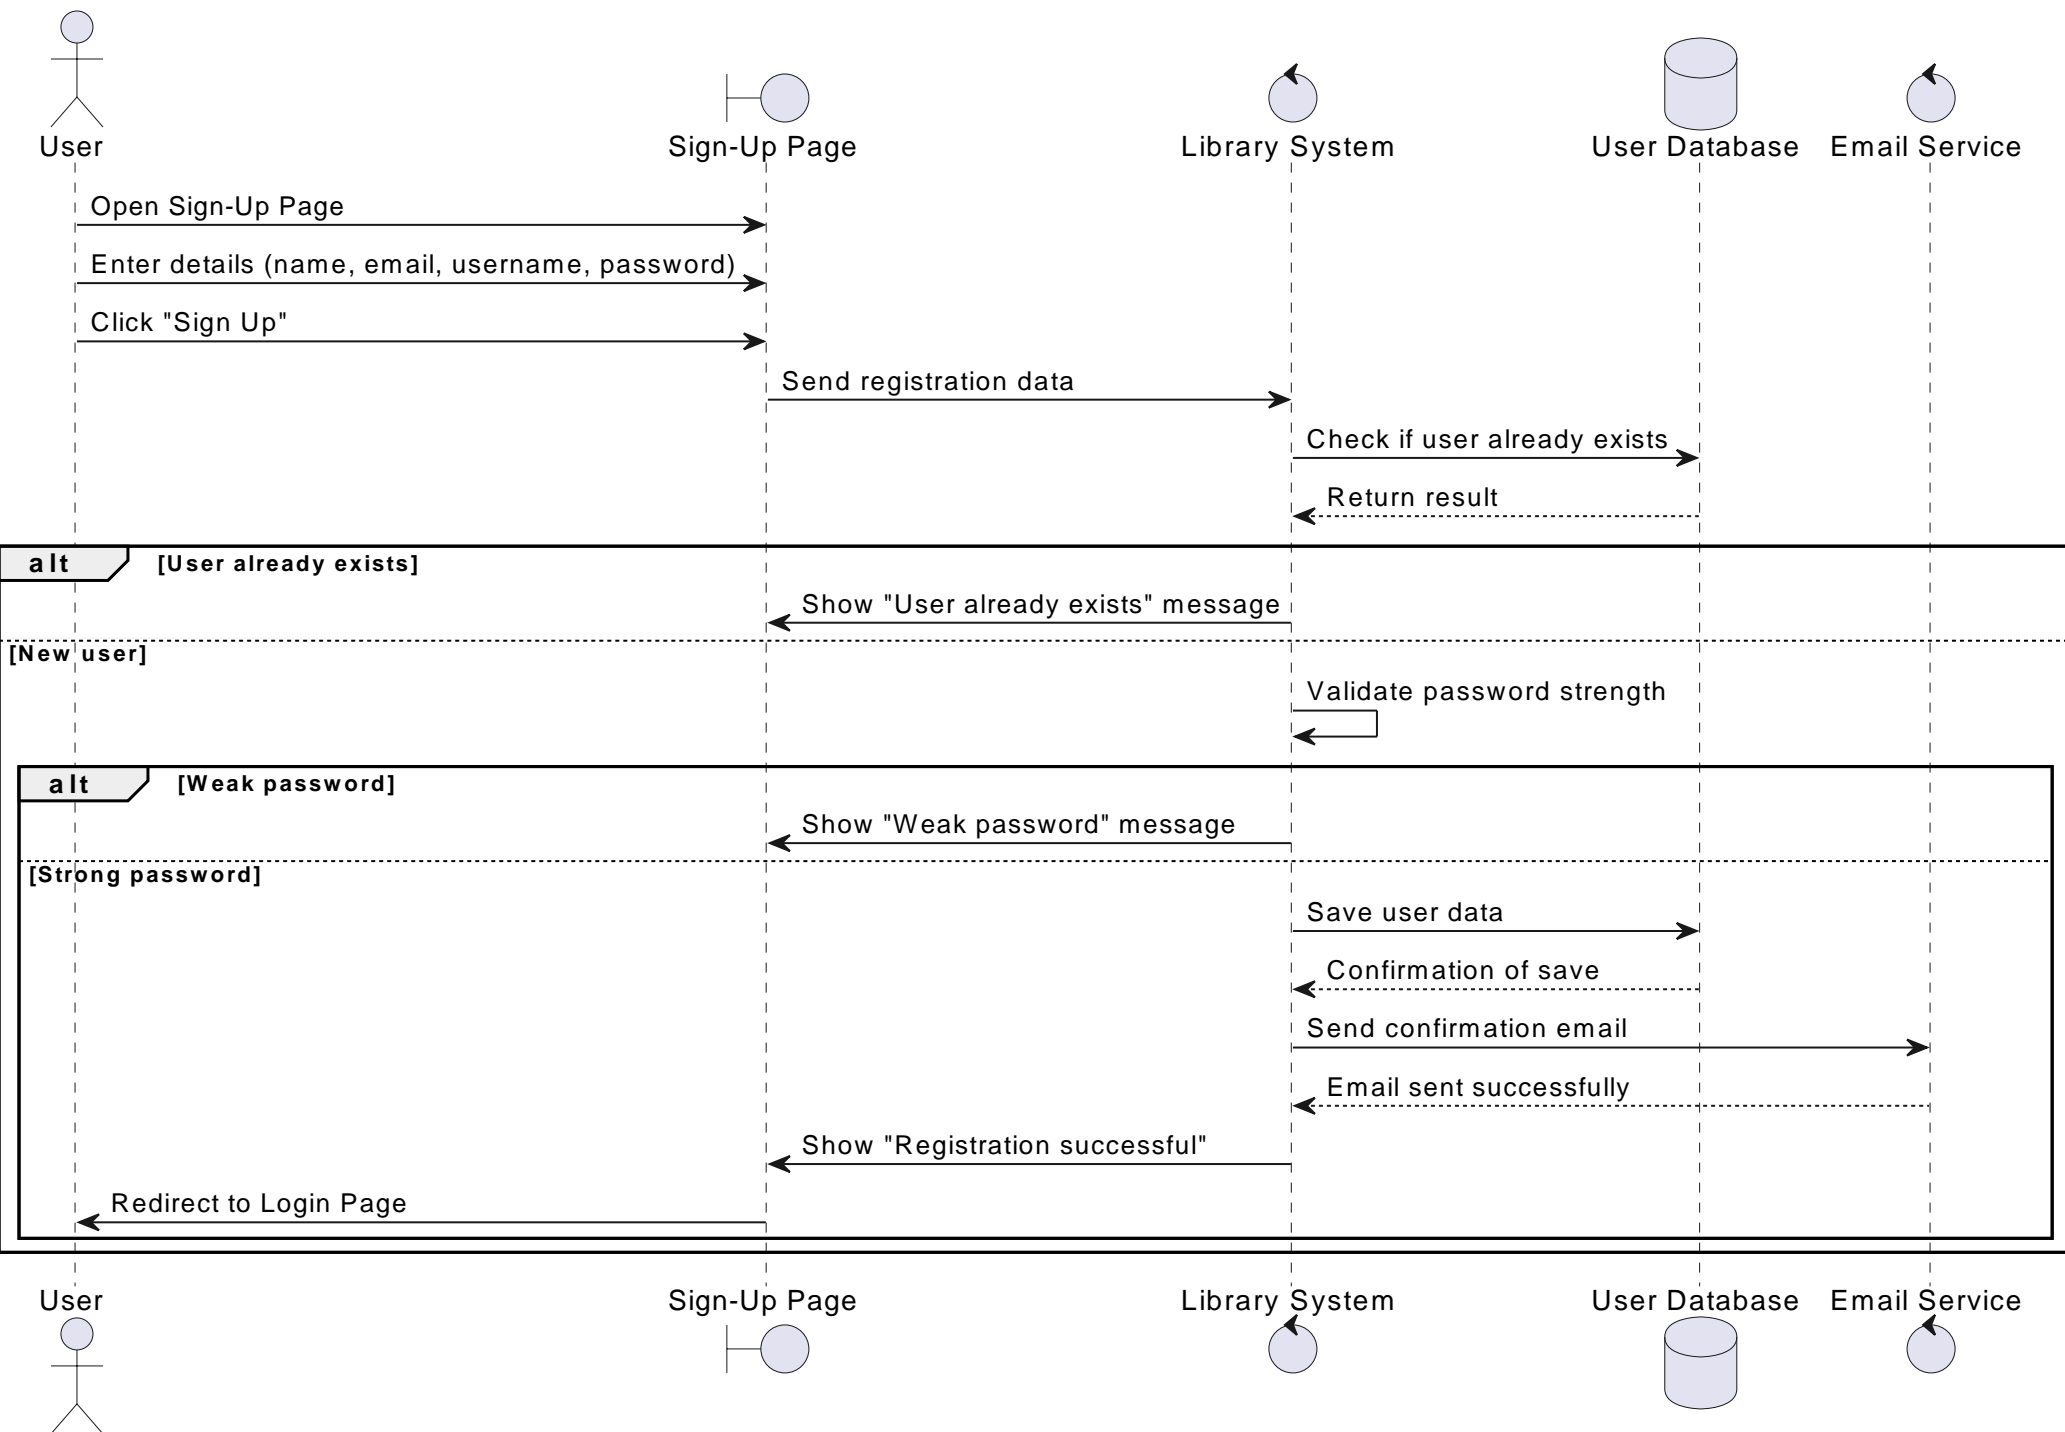 User
Sign-Up Page
Library System
User Database
Email Service
Open Sign-Up Page
Enter details (name, email, username, password)
Click "Sign Up"
Send registration data
Check if user already exists
Return result
alt
[User already exists]
Show "User already exists" message
[New user]
Validate password strength
alt
[Weak password]
Show "Weak password" message
[Strong password]
Save user data
Confirmation of save
Send confirmation email
Email sent successfully
Show "Registration successful"
Redirect to Login Page
User
Sign-Up Page
Library System
User Database
Email Service